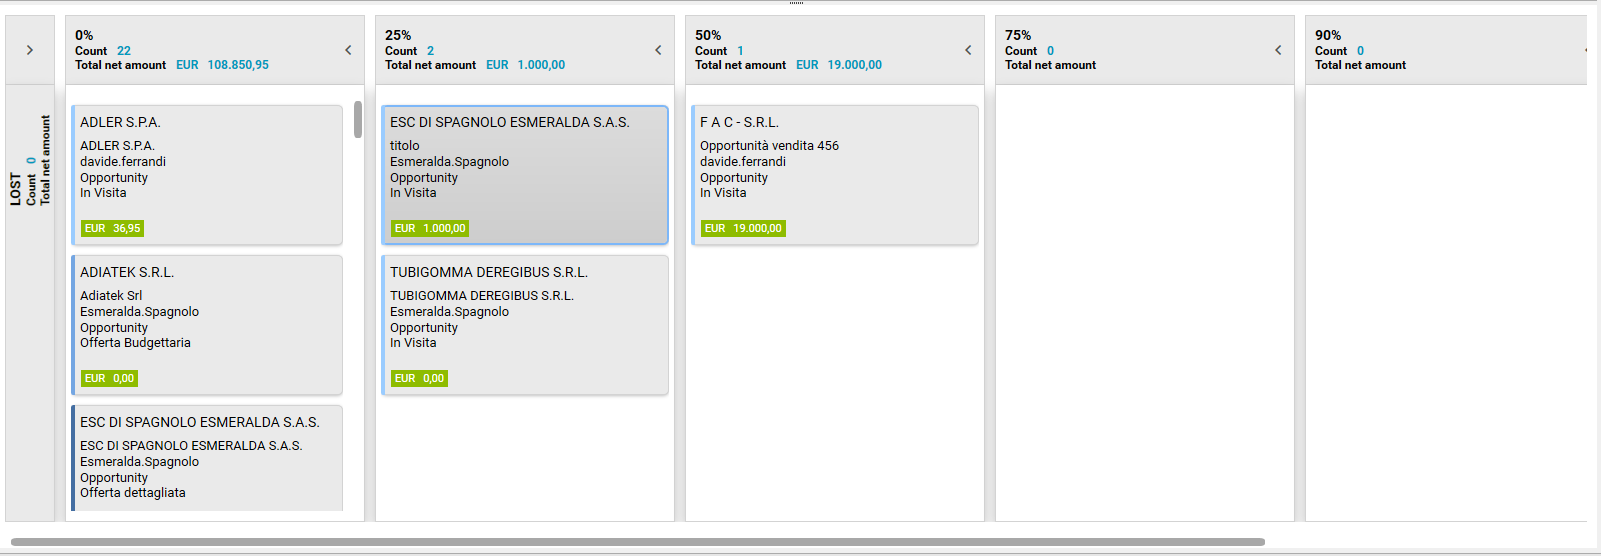 LOST
Count 0
Total net amount
0%
Count 22
Total net amount EUR 108.850,95
ADLER S.P.A.
ADLER S.P.A.
davide.ferrandi
Opportunity
In Visita
EUR 36,95
ADIATEK S.R.L.
Adiatek Srl
Esmeralda.Spagnolo
Opportunity
Offerta Budgettaria
EUR 0,00
ESC DI SPAGNOLO ESMERALDA S.A.S.
ESC DI SPAGNOLO ESMERALDA S.A.S.
Esmeralda.Spagnolo
Opportunity
Offerta dettagliata
25%
Count 2
Total net amount EUR 1.000,00
ESC DI SPAGNOLO ESMERALDA S.A.S.
titolo
Esmeralda.Spagnolo
Opportunity
In Visita
EUR 1.000,00
TUBIGOMMA DEREGIBUS S.R.L.
TUBIGOMMA DEREGIBUS S.R.L.
Esmeralda.Spagnolo
Opportunity
In Visita
EUR 0,00
50%
Count 1
Total net amount EUR 19.000,00
F A C - S.R.L.
Opportunità vendita 456
davide.ferrandi
Opportunity
In Visita
EUR 19.000,00
75%
Count 0
Total net amount
90%
Count 0
Total net amount